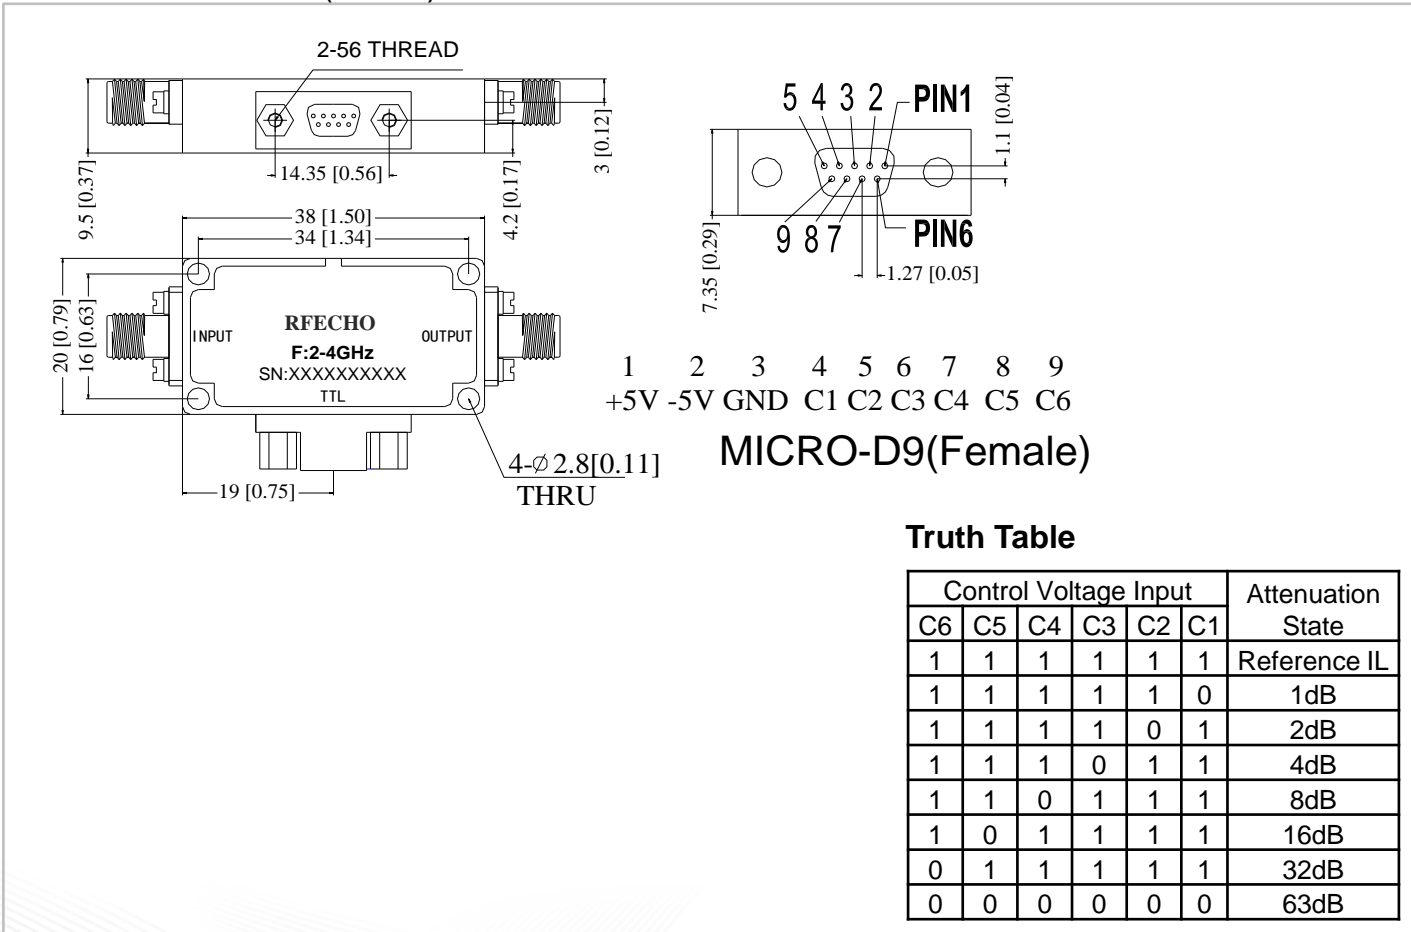 2-56 THREAD
9.5 [0.37]
14.35 [0.56]
4.2 [0.17]
3 [0.12]
38 [1.50]
34 [1.34]
20 [0.79]
16 [0.63]
INPUT
RFECHO
OUTPUT
F:2-4GHz
SN:XXXXXXXXXX
TTL
4-∅2.8[0.11]
THRU
19 [0.75]
5 4 3 2 PIN1
1.1 [0.04]
9 8 7 PIN6
7.35 [0.29]
1.27 [0.05]
1 2 3 4 5 6 7 8 9
+5V -5V GND C1 C2 C3 C4 C5 C6
MICRO-D9(Female)
Truth Table
Control Voltage Input Attenuation State
C6 C5 C4 C3 C2 C1
1 1 1 1 1 1 Reference IL
1 1 1 1 1 0 1dB
1 1 1 1 0 1 2dB
1 1 1 0 1 1 4dB
1 1 0 1 1 1 8dB
1 0 1 1 1 1 16dB
0 1 1 1 1 1 32dB
0 0 0 0 0 0 63dB